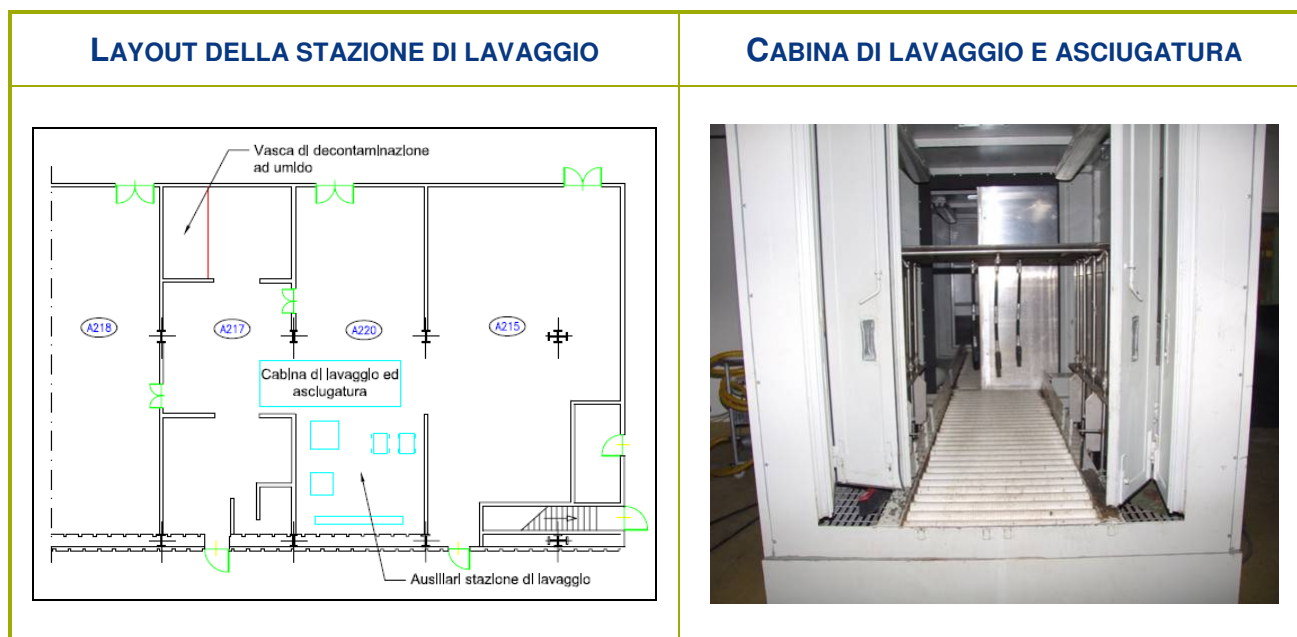 LAYOUT DELLA STAZIONE DI LAVAGGIO
CABINA DI LAVAGGIO E ASCIUGATURA
Vasca di decontaminazione
ad umido
A218
A217
A220
A215
Cabina di lavaggio ed
asciugatura
Ausiliari stazione di lavaggio